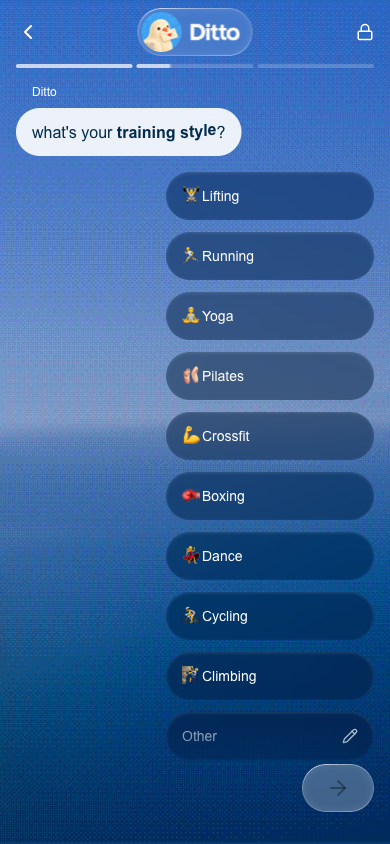 Ditto
Ditto
what's your training style?
Lifting
Running
Yoga
Pilates
Crossfit
Boxing
Dance
Cycling
Climbing
Other